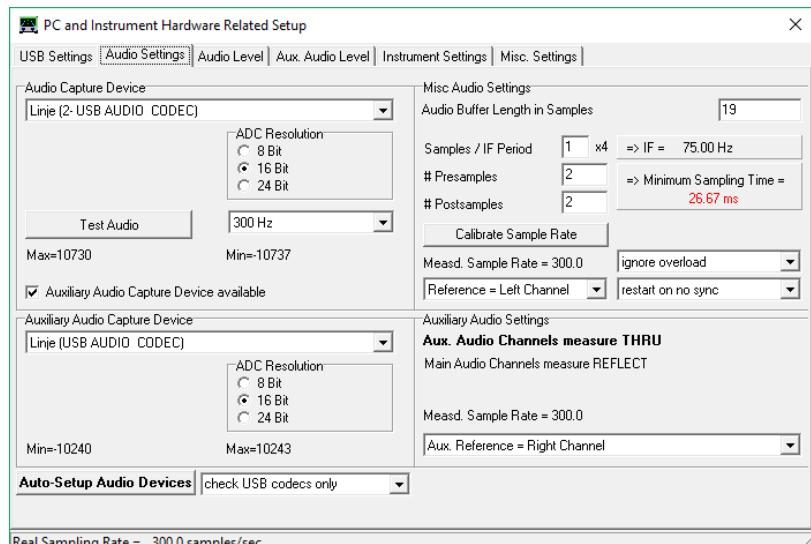 PC and Instrument Hardware Related Setup
USB Settings Audio Settings Audio Level Aux. Audio Level Instrument Settings Misc. Settings
Audio Capture Device
Linje (2- USB AUDIO CODEC)
ADC Resolution
8 Bit
16 Bit
24 Bit
Test Audio
300 Hz
Max=10730
Min=-10737
Auxiliary Audio Capture Device available
Misc Audio Settings
Audio Buffer Length in Samples
19
Samples / IF Period 1 x4 => IF = 75.00 Hz
# Presamples 2
=> Minimum Sampling Time =
26.67 ms
# Postsamples 2
Calibrate Sample Rate
Measd. Sample Rate = 300.0
ignore overload
Reference = Left Channel
restart on no sync
Auxiliary Audio Capture Device
Linje (USB AUDIO CODEC)
ADC Resolution
8 Bit
16 Bit
24 Bit
Min=-10240
Max=10243
Auxiliary Audio Settings
Aux. Audio Channels measure THRU
Main Audio Channels measure REFLECT
Measd. Sample Rate = 300.0
Aux. Reference = Right Channel
Auto-Setup Audio Devices
check USB codecs only
Real Sampling Rate = 300.0 samples/sec